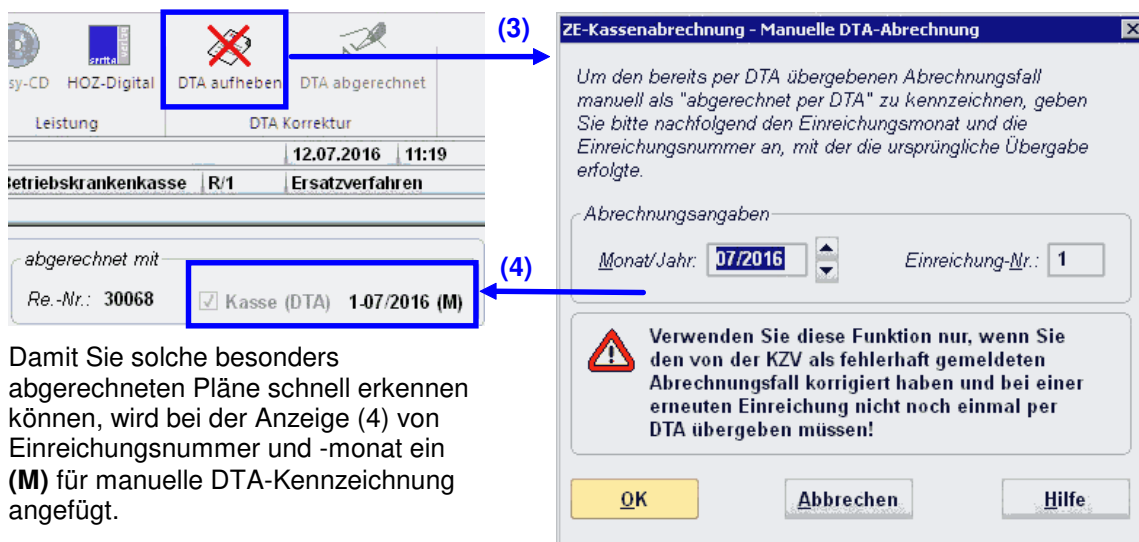 sy-CD HOZ-Digital DTA aufheben DTA abgerechnet
Leistung DTA Korrektur
12.07.2016 11:19
Betriebskrankenkasse R/1 Ersatzverfahren
abgerechnet mit
Re.-Nr.: 30068 Kasse (DTA) 1-07/2016 (M)
Damit Sie solche besonders
abgerechneten Pläne schnell erkennen
können, wird bei der Anzeige (4) von
Einreichungsnummer und -monat ein
(M) für manuelle DTA-Kennzeichnung
angefügt.
(3)
(4)
ZE-Kassenabrechnung - Manuelle DTA-Abrechnung
Um den bereits per DTA übergebenen Abrechnungsfall
manuell als "abgerechnet per DTA" zu kennzeichnen, geben
Sie bitte nachfolgend den Einreichungsmonat und die
Einreichungsnummer an, mit der die ursprüngliche Übergabe
erfolgte.
Abrechnungsangaben
Monat/Jahr: 07/2016 Einreichung-Nr.: 1
Verwenden Sie diese Funktion nur, wenn Sie
den von der KZV als fehlerhaft gemeldeten
Abrechnungsfall korrigiert haben und bei einer
erneuten Einreichung nicht noch einmal per
DTA übergeben müssen!
OK Abbrechen Hilfe